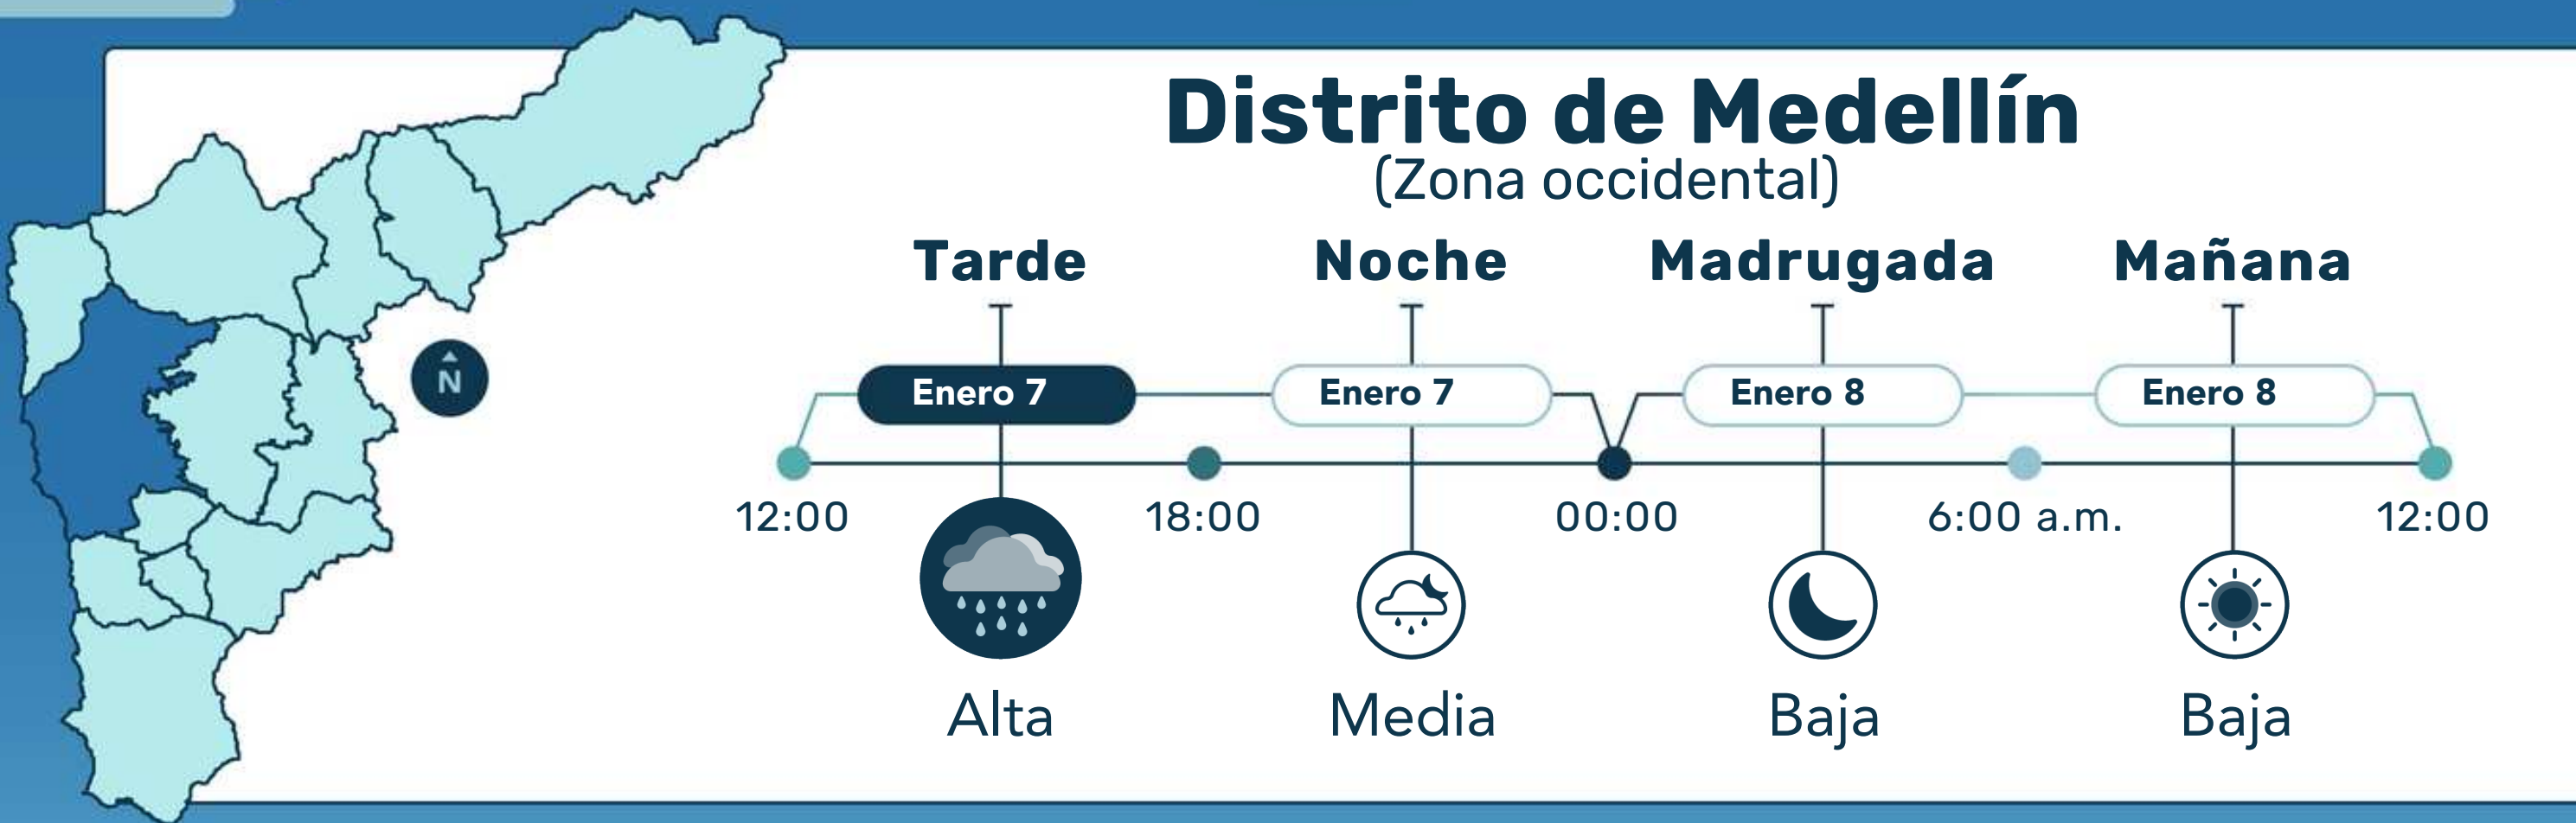 Distrito de Medellín
(Zona occidental)
Tarde Noche Madrugada Mañana
N
Enero 7 Enero 7 Enero 8 Enero 8
12:00 18:00 00:00 6:00 a.m. 12:00
Alta Media Baja Baja